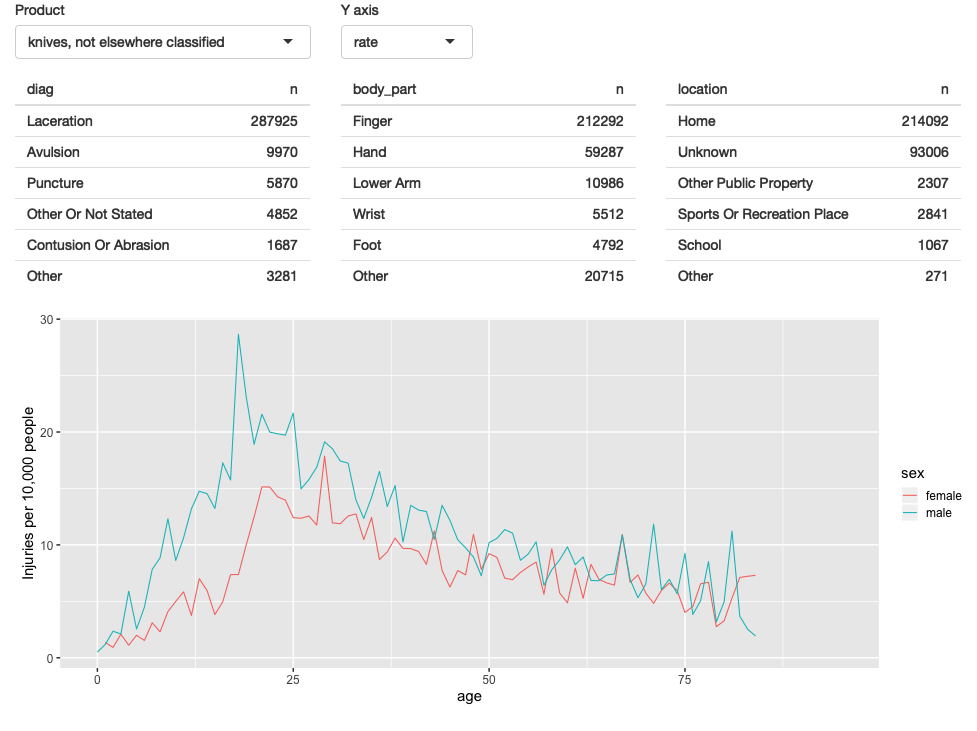 Product
Y axis
knives, not elsewhere classified
rate
diag n
Laceration 287925
Avulsion 9970
Puncture 5870
Other Or Not Stated 4852
Contusion Or Abrasion 1687
Other 3281
body_part n
Finger 212292
Hand 59287
Lower Arm 10986
Wrist 5512
Foot 4792
Other 20715
location n
Home 214092
Unknown 93006
Other Public Property 2307
Sports Or Recreation Place 2841
School 1067
Other 271
Injuries per 10,000 people
30
20
10
0
0 25 50 75
age
sex
female
male